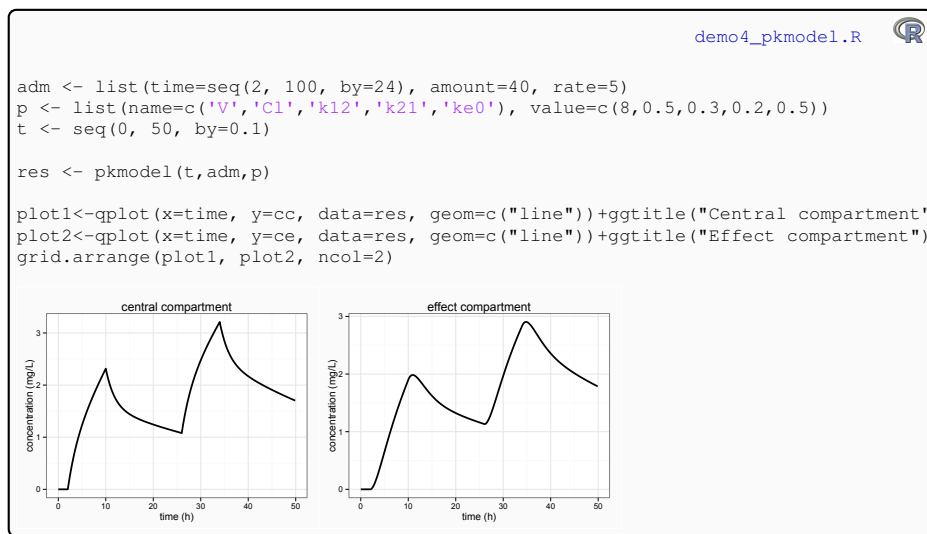 demo4_pkmodel.R R
adm <- list(time=seq(2, 100, by=24), amount=40, rate=5)
p <- list(name=c('V','Cl','k12','k21','ke0'), value=c(8,0.5,0.3,0.2,0.5))
t <- seq(0, 50, by=0.1)
res <- pkmodel(t,adm,p)
plot1<-qplot(x=time, y=cc, data=res, geom=c("line"))+ggtitle("Central compartment"
plot2<-qplot(x=time, y=ce, data=res, geom=c("line"))+ggtitle("Effect compartment")
grid.arrange(plot1, plot2, ncol=2)
central compartment
concentration (mg/L)
3
2
1
0
0 10 20 30 40 50
time (h)
effect compartment
concentration (mg/L)
3
2
1
0
0 10 20 30 40 50
time (h)